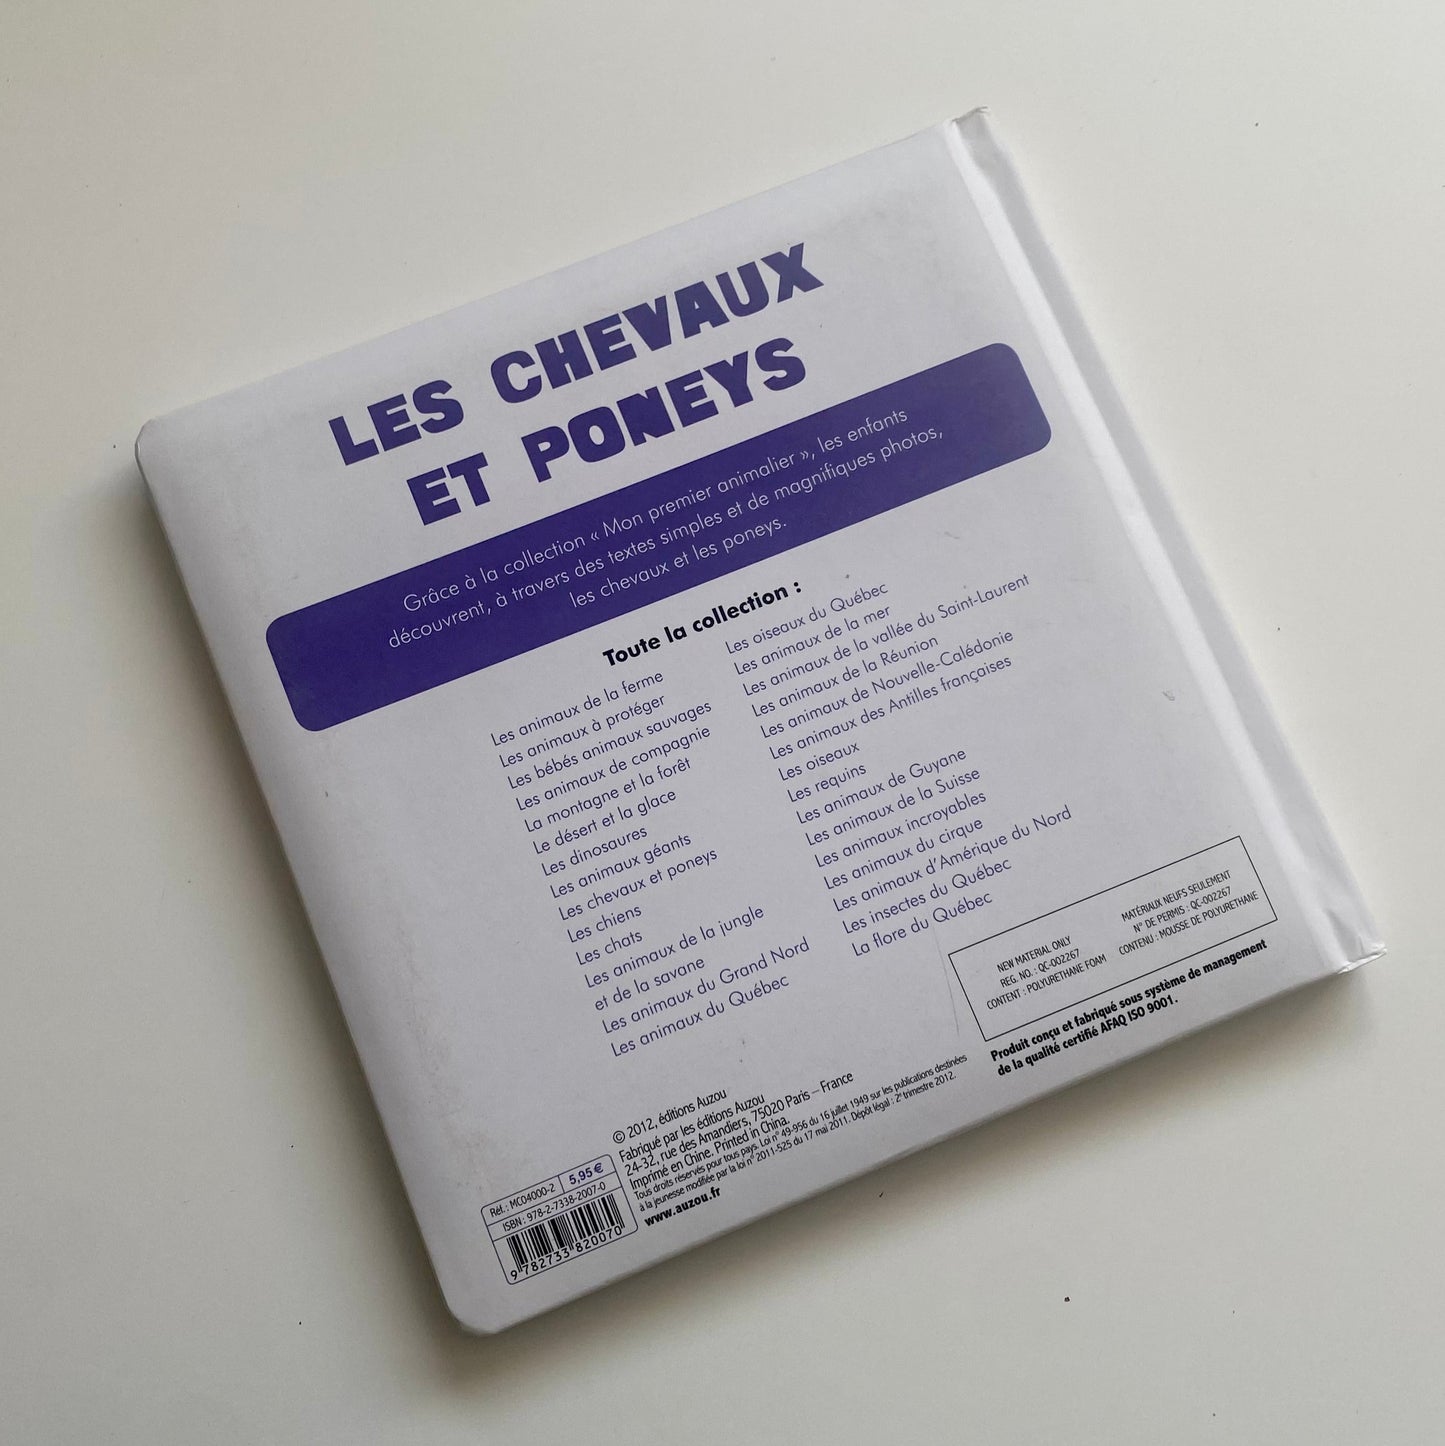 LES CHEVAUX
ET PONEYS
Grâce à la collection « Mon premier animalier », les enfants
découvrent, à travers des textes simples et de magnifiques photos,
les chevaux et les poneys.
Toute la collection :
Les animaux de la ferme
Les animaux à protéger
Les bébés animaux sauvages
Les animaux de compagnie
La montagne et la forêt
Le désert et la glace
Les dinosaures
Les animaux géants
Les chevaux et poneys
Les chiens
Les chats
Les animaux de la jungle
et de la savane
Les animaux du Grand Nord
Les animaux du Québec
Les oiseaux du Québec
Les animaux de la mer
Les animaux de la vallée du Saint-Laurent
Les animaux de la Réunion
Les animaux de Nouvelle-Calédonie
Les animaux des Antilles françaises
Les oiseaux
Les requins
Les animaux de Guyane
Les animaux de la Suisse
Les animaux incroyables
Les animaux du cirque
Les animaux d'Amérique du Nord
Les insectes du Québec
La flore du Québec
NEW MATERIAL ONLY
REG. NO. : QC-002267
CONTENT : POLYURETHANE FOAM
MATÉRIAUX NEUFS SEULEMENT
N° DE PERMIS : QC-002267
CONTENU : MOUSSE DE POLYURETHANE
Produit conçu et fabriqué sous système de management
de la qualité certifié AFAQ ISO 9001.
© 2012, éditions Auzou
Fabriqué par les éditions Auzou
24-32, rue des Amandiers, 75020 Paris – France
Imprimé en Chine. Printed in China.
Tous droits réservés pour tous pays. Loi n° 49-956 du 16 juillet 1949 sur les publications destinées
à la jeunesse modifiée par la loi n° 2011-525 du 17 mai 2011. Dépôt légal : 2e trimestre 2012.
www.auzou.fr
Réf. : MC04000-2 5,95 €
ISBN : 978-2-7338-2007-0
9 782733 820070